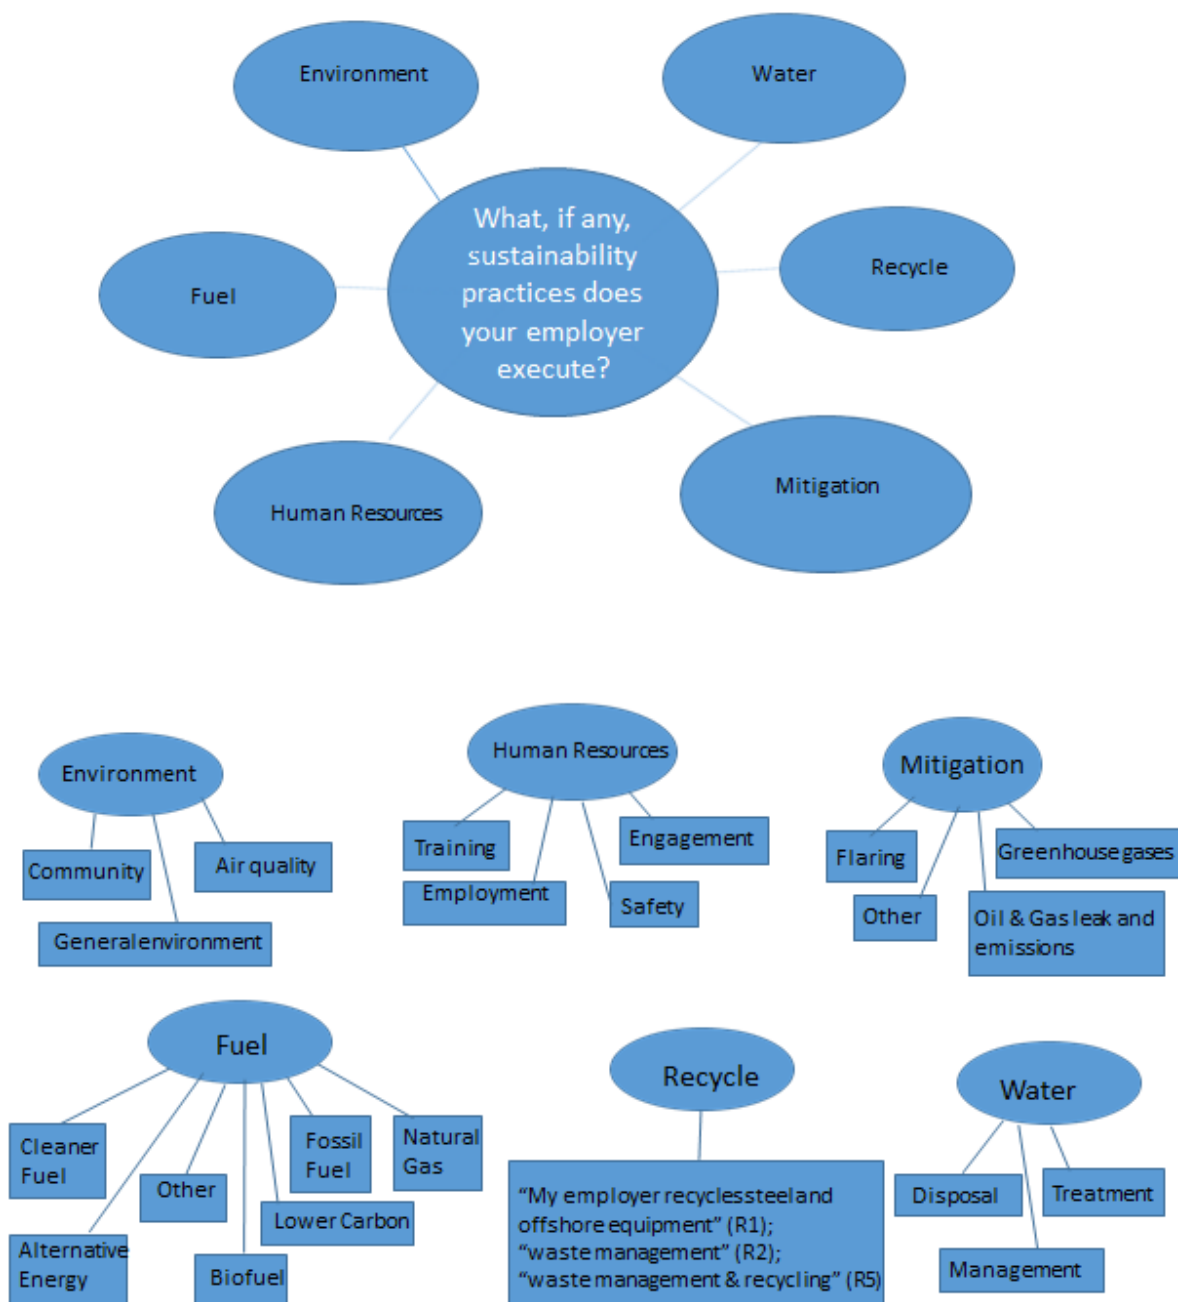 Environment
Water
What, if any,
sustainability
practices does
your employer
execute?
Recycle
Fuel
Mitigation
Human Resources
Environment
Community
Air quality
General environment
Human Resources
Training
Engagement
Employment
Safety
Mitigation
Flaring
Greenhouse gases
Other
Oil & Gas leak and
emissions
Fuel
Cleaner
Fuel
Other
Fossil
Fuel
Natural
Gas
Lower Carbon
Alternative
Energy
Biofuel
Recycle
“My employer recycles steel and
offshore equipment” (R1);
“waste management” (R2);
“waste management & recycling” (R5)
Water
Disposal
Treatment
Management